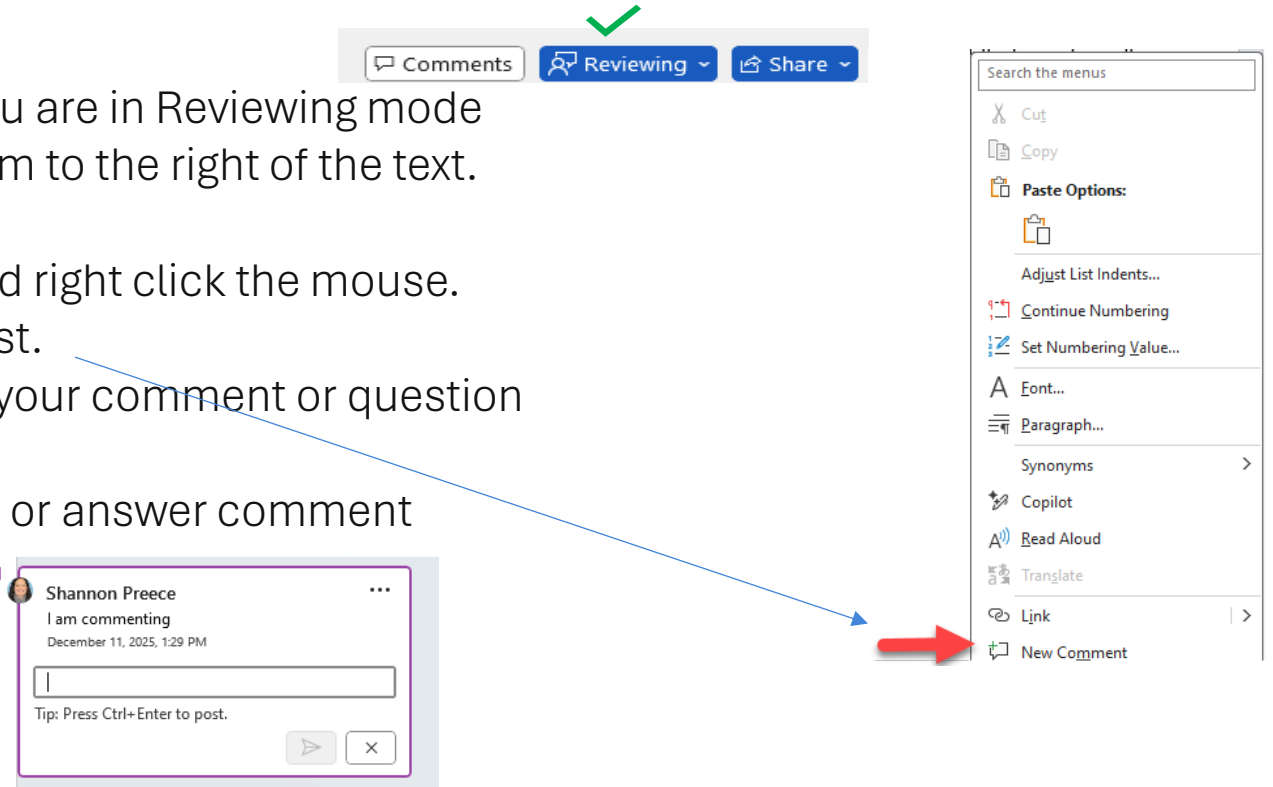 Comments Reviewing Share
u are in Reviewing mode
m to the right of the text.
d right click the mouse.
st.
your comment or question
or answer comment
Shannon Preece
I am commenting
December 11, 2025, 1:29 PM
Tip: Press Ctrl+Enter to post.
Search the menus
Cut
Copy
Paste Options:
Adjust List Indents...
Continue Numbering
Set Numbering Value...
Font...
Paragraph...
Synonyms
Copilot
Read Aloud
Translate
Link
New Comment